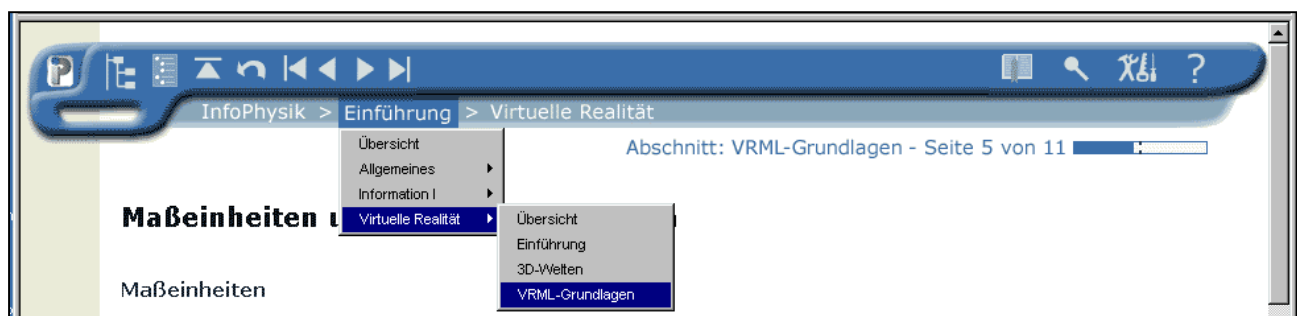 InfoPhysik > Einführung > Virtuelle Realität
Abschnitt: VRML-Grundlagen - Seite 5 von 11
Übersicht
Allgemeines
Information I
Virtuelle Realität
Übersicht
Einführung
3D-Welten
VRML-Grundlagen
Maßeinheiten
Maßeinheiten